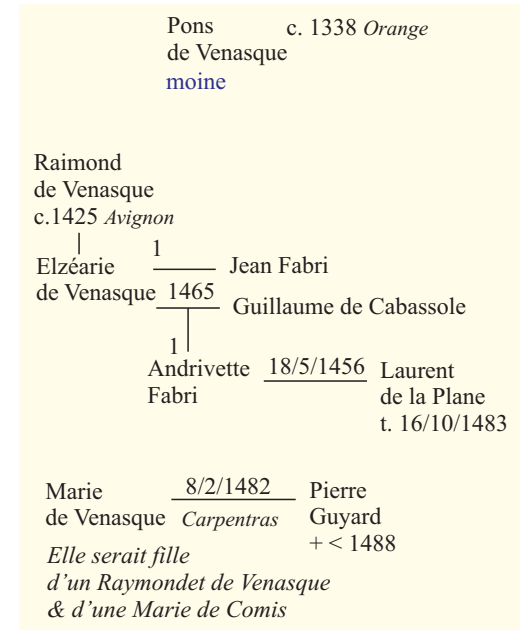 Pons c. 1338 Orange
de Venasque
moine
Raimond
de Venasque
c.1425 Avignon
Elzéarie 1 Jean Fabri
de Venasque 1465 Guillaume de Cabassole
1
Andrivette 18/5/1456 Laurent
Fabri de la Plane
t. 16/10/1483
Marie 8/2/1482 Pierre
de Venasque Carpentras Guyard
+ < 1488
Elle serait fille
d'un Raymondet de Venasque
& d'une Marie de Comis